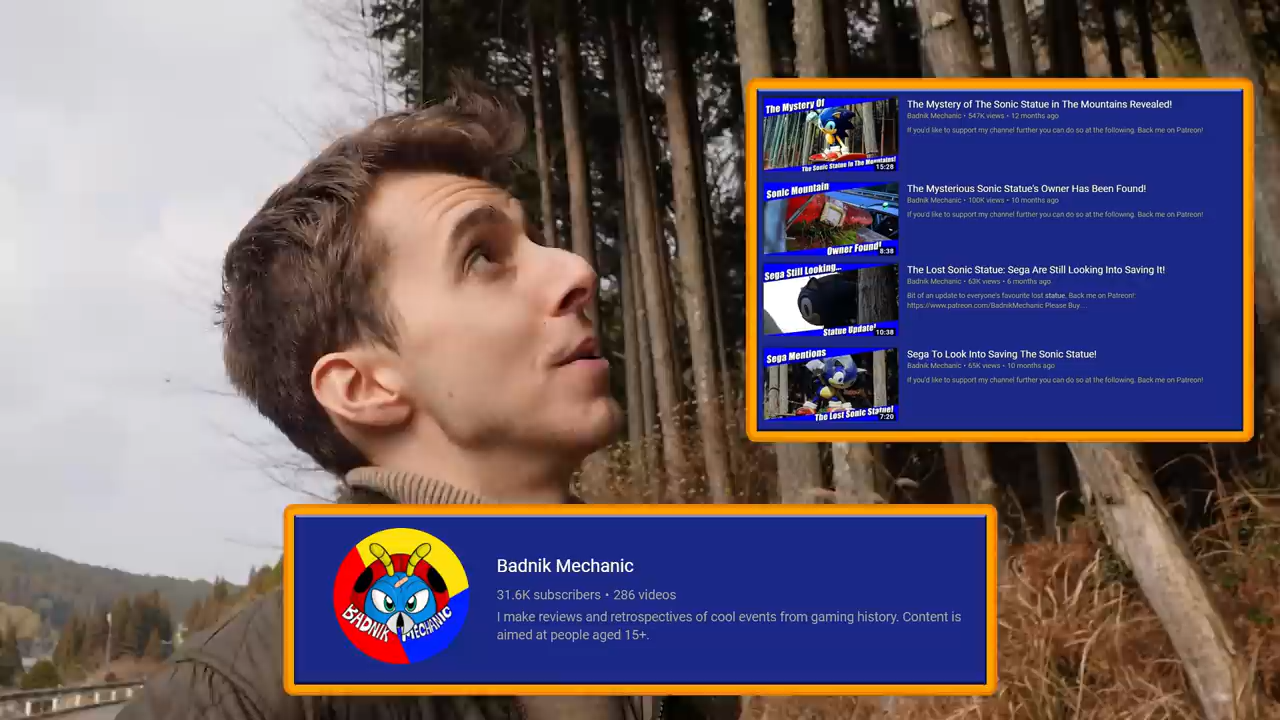 The Mystery Of
The Sonic Statue In The Mountains!
15:28
The Mystery of The Sonic Statue in The Mountains Revealed!
Badnik Mechanic • 547K views • 12 months ago
If you'd like to support my channel further you can do so at the following. Back me on Patreon!
Sonic Mountain
Owner Found!
8:38
The Mysterious Sonic Statue's Owner Has Been Found!
Badnik Mechanic • 100K views • 10 months ago
If you'd like to support my channel further you can do so at the following. Back me on Patreon!
Sega Still Looking...
Statue Update!
10:38
The Lost Sonic Statue: Sega Are Still Looking Into Saving It!
Badnik Mechanic • 63K views • 6 months ago
Bit of an update to everyone's favourite lost statue. Back me on Patreon!:
https://www.patreon.com/BadnikMechanic Please Buy...
Sega Mentions
The Lost Sonic Statue!
7:20
Sega To Look Into Saving The Sonic Statue!
Badnik Mechanic • 65K views • 10 months ago
If you'd like to support my channel further you can do so at the following. Back me on Patreon!
BADNIK MECHANIC
Badnik Mechanic
31.6K subscribers • 286 videos
I make reviews and retrospectives of cool events from gaming history. Content is
aimed at people aged 15+.